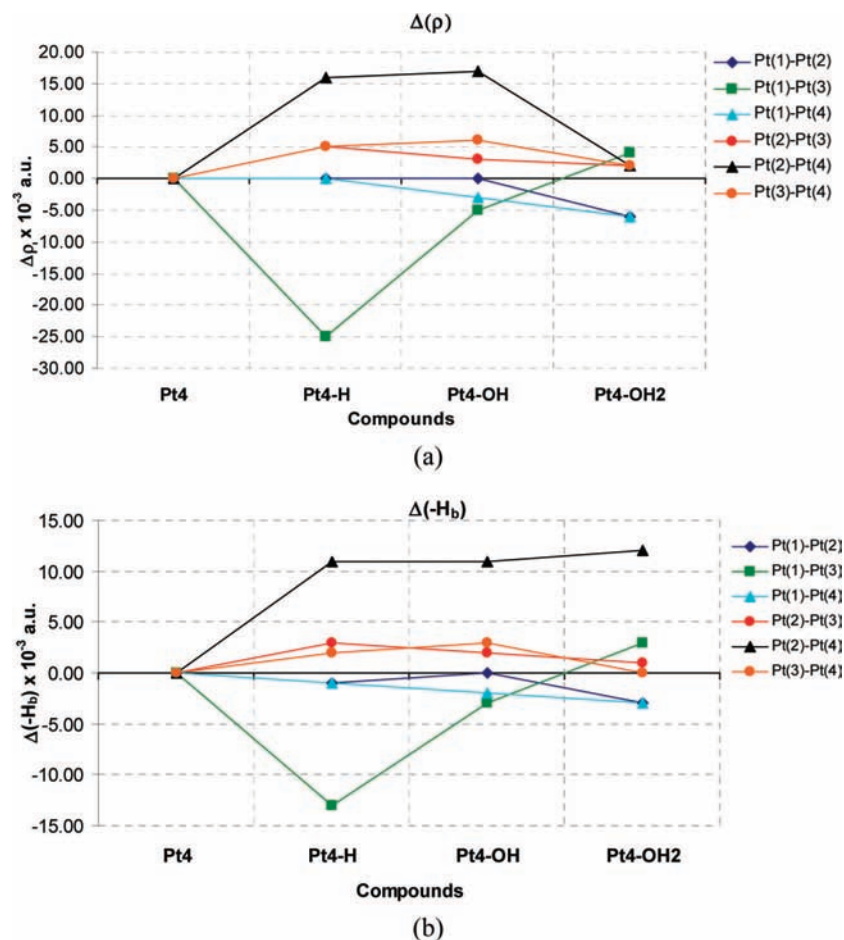 Δ(ρ)
20.00
15.00
10.00
5.00
0.00
-5.00
-10.00
-15.00
-20.00
-25.00
-30.00
Δρ, x 10⁻³ a.u.
Pt4 Pt4-H Pt4-OH Pt4-OH2
Compounds
Pt(1)-Pt(2)
Pt(1)-Pt(3)
Pt(1)-Pt(4)
Pt(2)-Pt(3)
Pt(2)-Pt(4)
Pt(3)-Pt(4)
(a)
Δ(-Hb)
15.00
10.00
5.00
0.00
-5.00
-10.00
-15.00
Δ(-Hb) x 10⁻³ a.u.
Pt4 Pt4-H Pt4-OH Pt4-OH2
Compounds
Pt(1)-Pt(2)
Pt(1)-Pt(3)
Pt(1)-Pt(4)
Pt(2)-Pt(3)
Pt(2)-Pt(4)
Pt(3)-Pt(4)
(b)